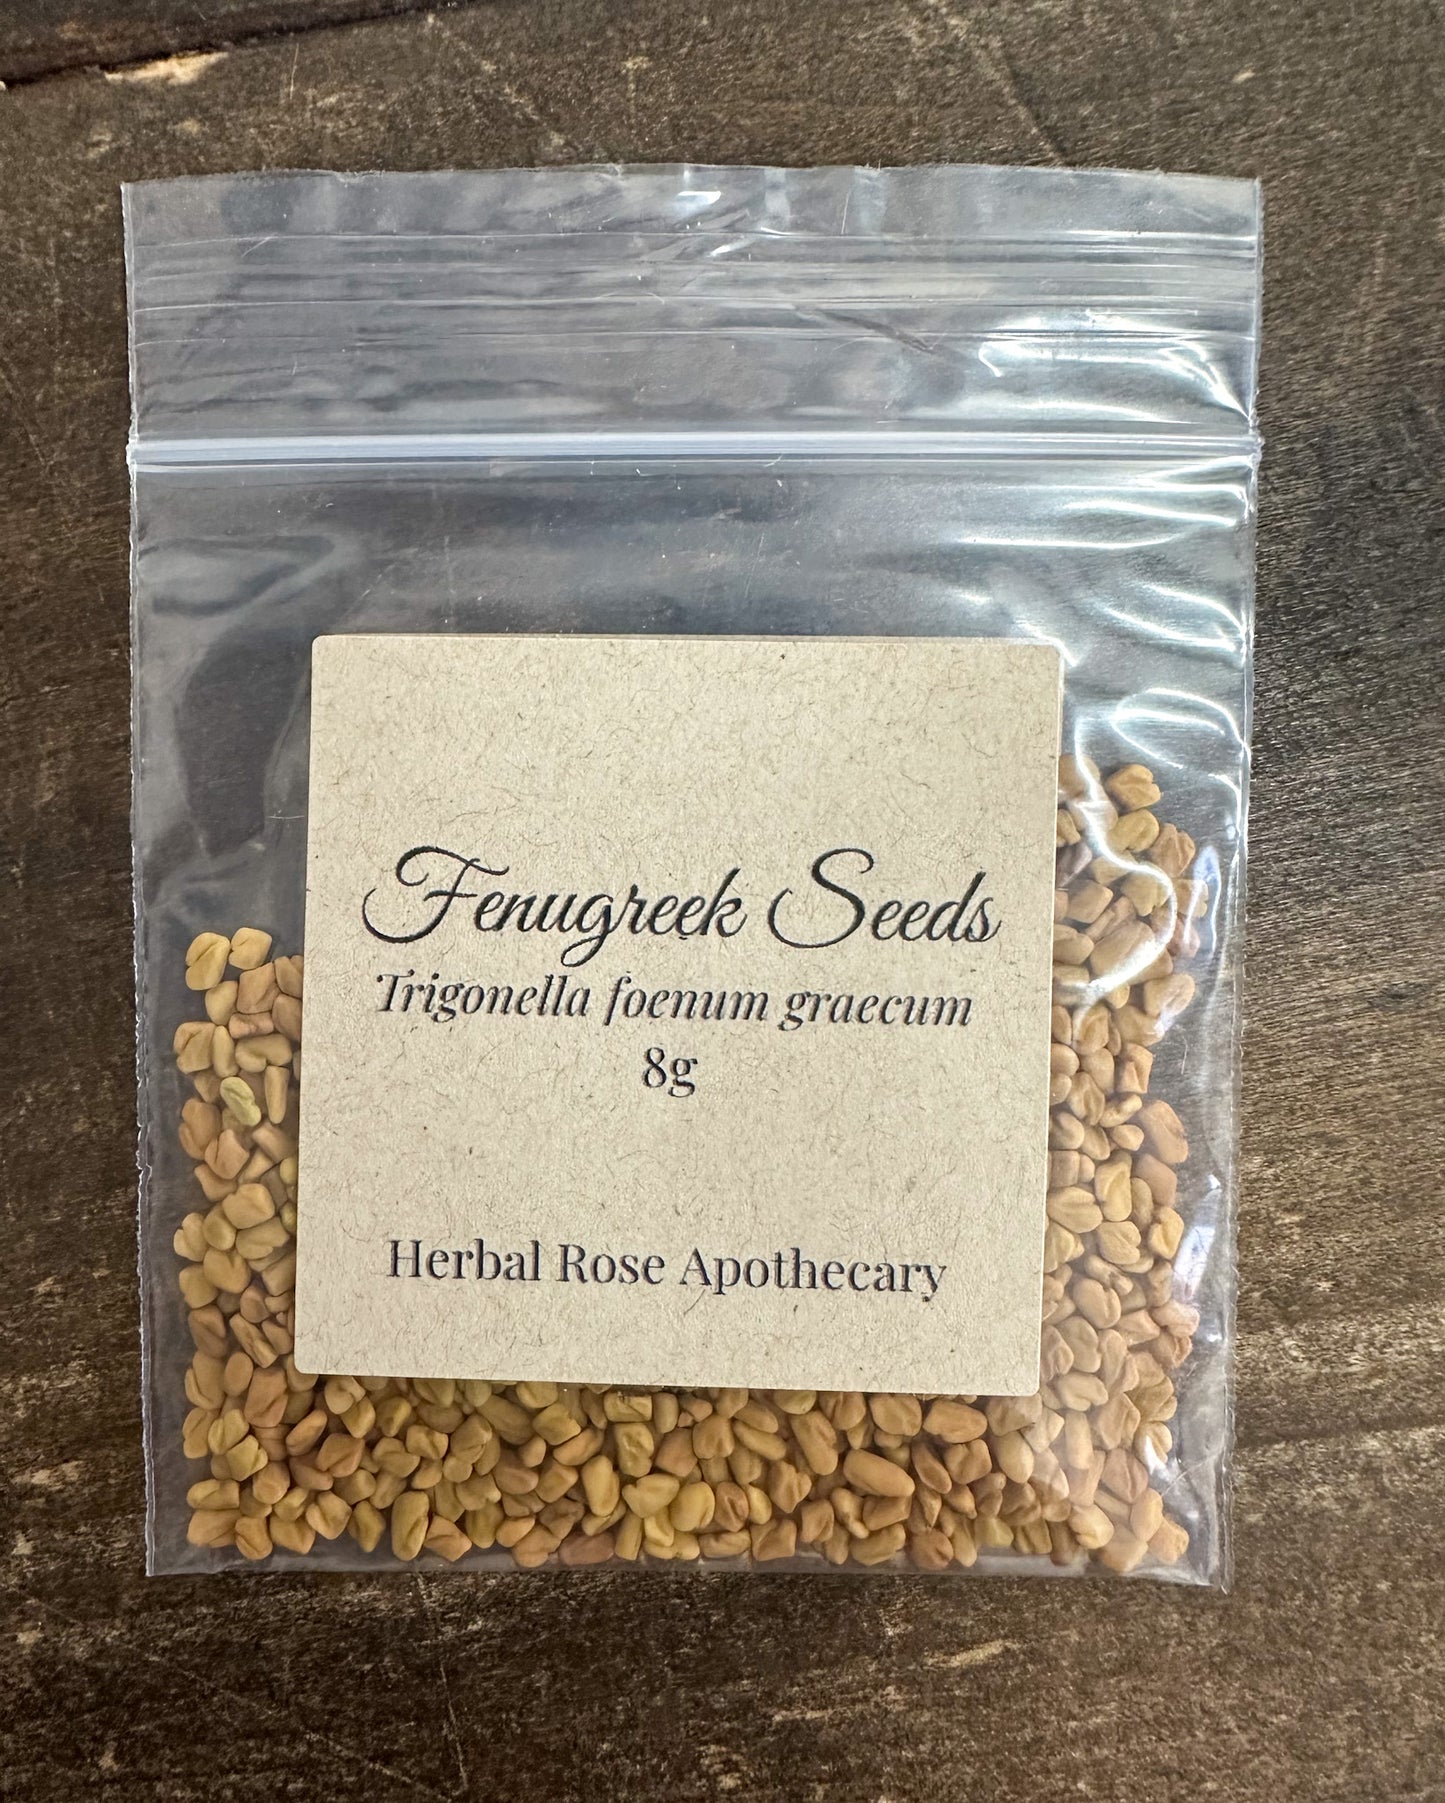 Fenugreek Seeds
Trigonella foenum graecum
8g
Herbal Rose Apothecary